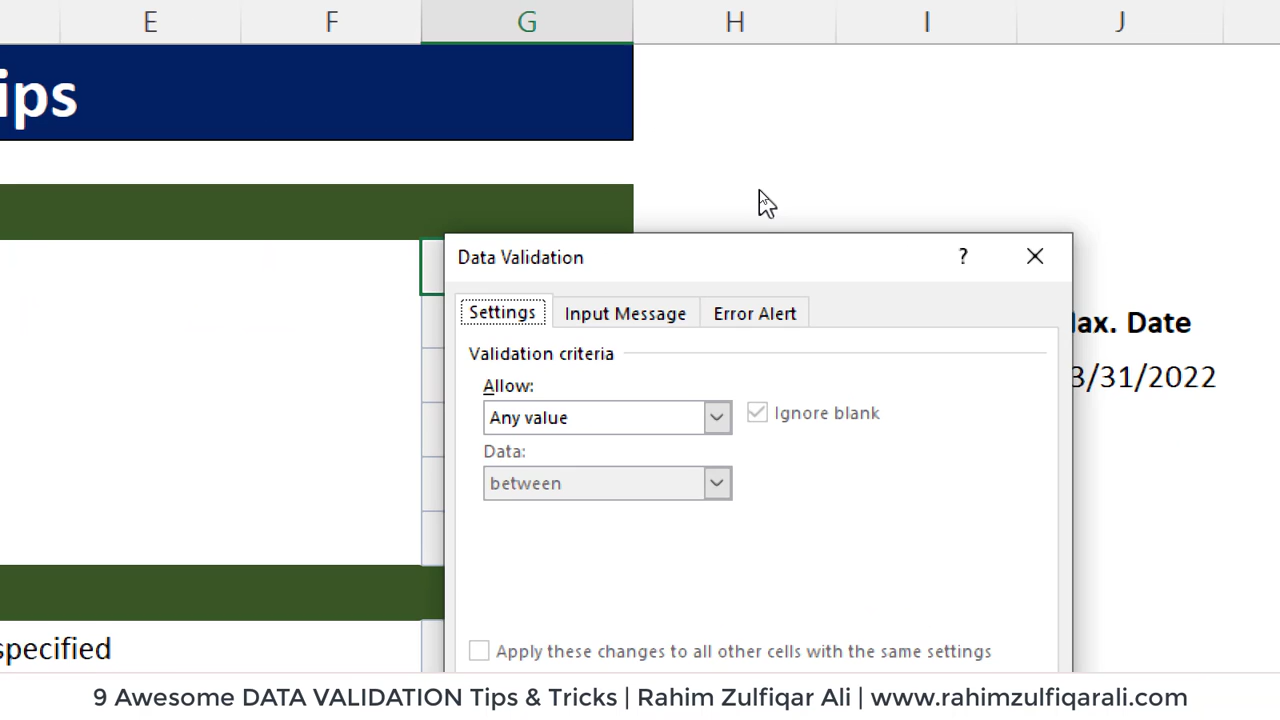 E F G H I J
ips
Data Validation ?
Settings Input Message Error Alert
Validation criteria
Allow:
Any value Ignore blank
Data:
between
ax. Date
3/31/2022
specified
Apply these changes to all other cells with the same settings
9 Awesome DATA VALIDATION Tips & Tricks | Rahim Zulfiqar Ali | www.rahimzulfiqarali.com